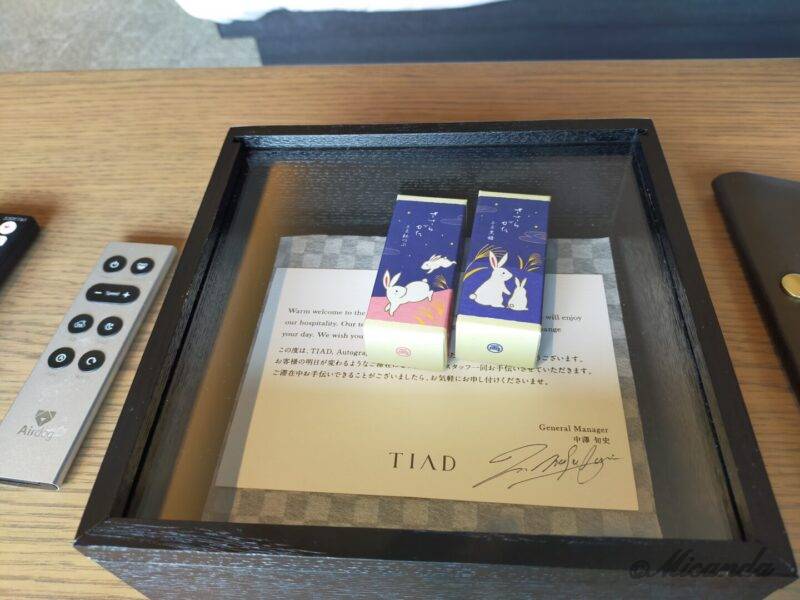 Warm welcome to the will enjoy
our hospitality. Our te change
your day. We wish you
この度は、TIAD, Autogra ございます。
お客様の明日が変わるような スタッフ一同お手伝いさせていただきます。
ご滞在中お手伝いできることがございましたら、お気軽にお申し付けくださいませ。
General Manager
中澤 旬史
TIAD
Airdog
Speed
©Micanda